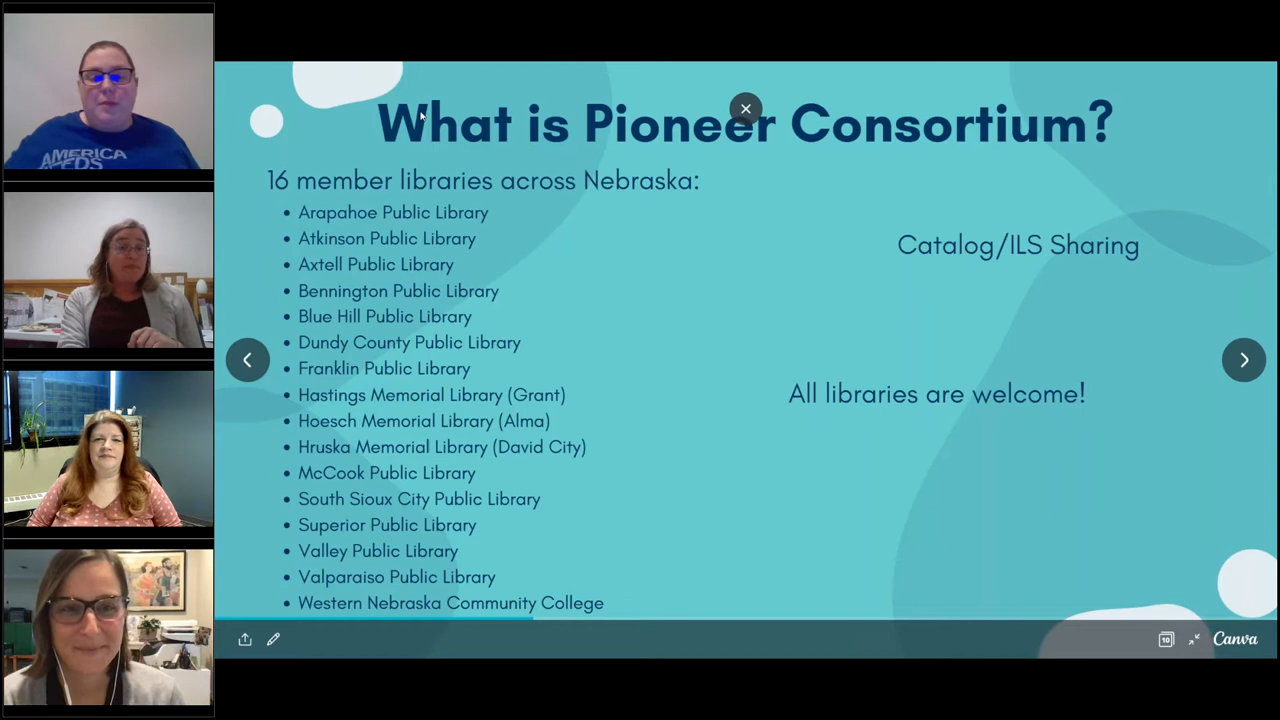 What is Pioneer Consortium?
16 member libraries across Nebraska:
• Arapahoe Public Library
• Atkinson Public Library
• Axtell Public Library
• Bennington Public Library
• Blue Hill Public Library
• Dundy County Public Library
• Franklin Public Library
• Hastings Memorial Library (Grant)
• Hoesch Memorial Library (Alma)
• Hruska Memorial Library (David City)
• McCook Public Library
• South Sioux City Public Library
• Superior Public Library
• Valley Public Library
• Valparaiso Public Library
• Western Nebraska Community College
Catalog/ILS Sharing
All libraries are welcome!
AMERICA
10
Canva